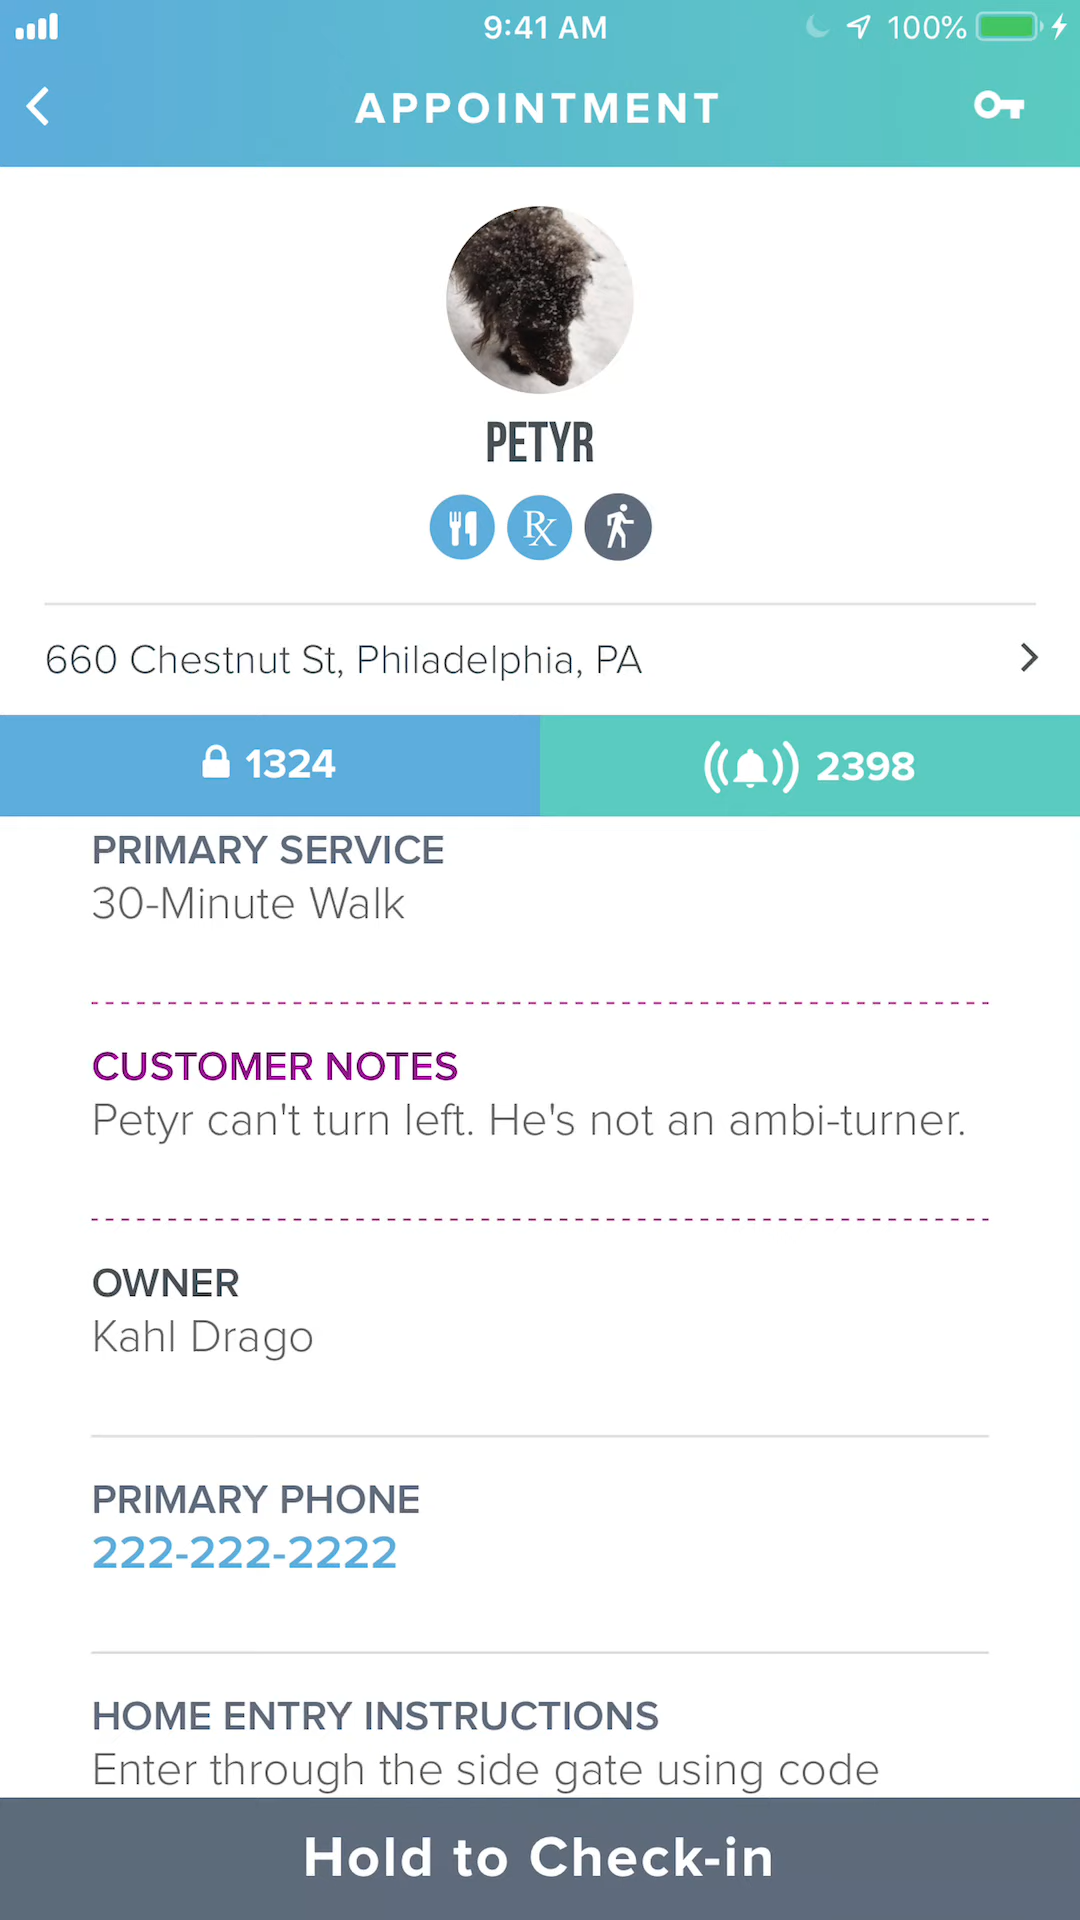 9:41 AM
100%
APPOINTMENT
PETYR
Rx
660 Chestnut St, Philadelphia, PA
1324
2398
PRIMARY SERVICE
30-Minute Walk
CUSTOMER NOTES
Petyr can't turn left. He's not an ambi-turner.
OWNER
Kahl Drago
PRIMARY PHONE
222-222-2222
HOME ENTRY INSTRUCTIONS
Enter through the side gate using code
Hold to Check-in